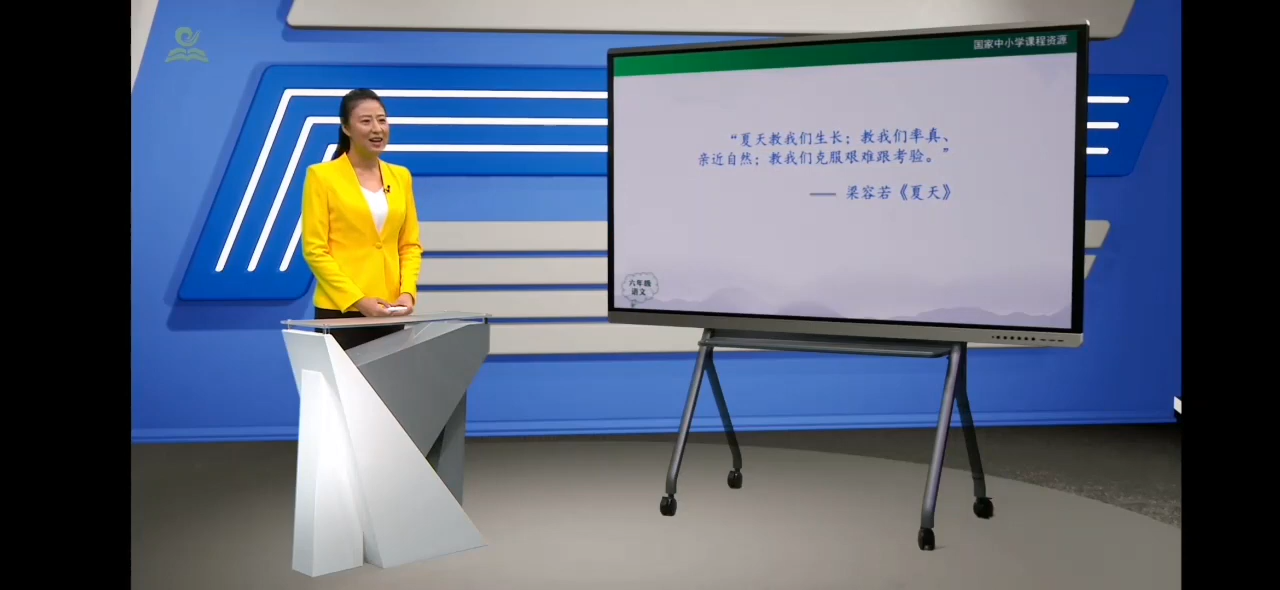 国家中小学课程资源
“夏天教我们生长；教我们率真、
亲近自然；教我们克服艰难跟考验。”
—— 梁容若《夏天》
六年级
语文